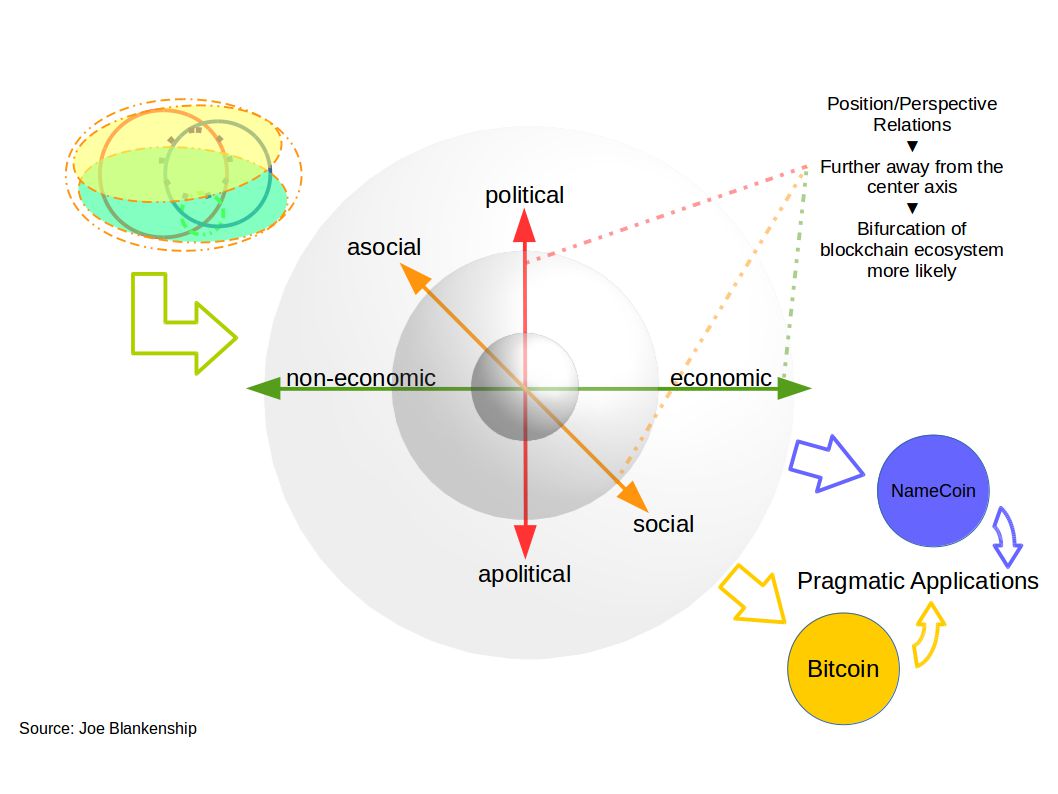 Position/Perspective
Relations
▼
Further away from the
center axis
▼
Bifurcation of
blockchain ecosystem
more likely
political
asocial
non-economic
economic
social
apolitical
NameCoin
Pragmatic Applications
Bitcoin
Source: Joe Blankenship